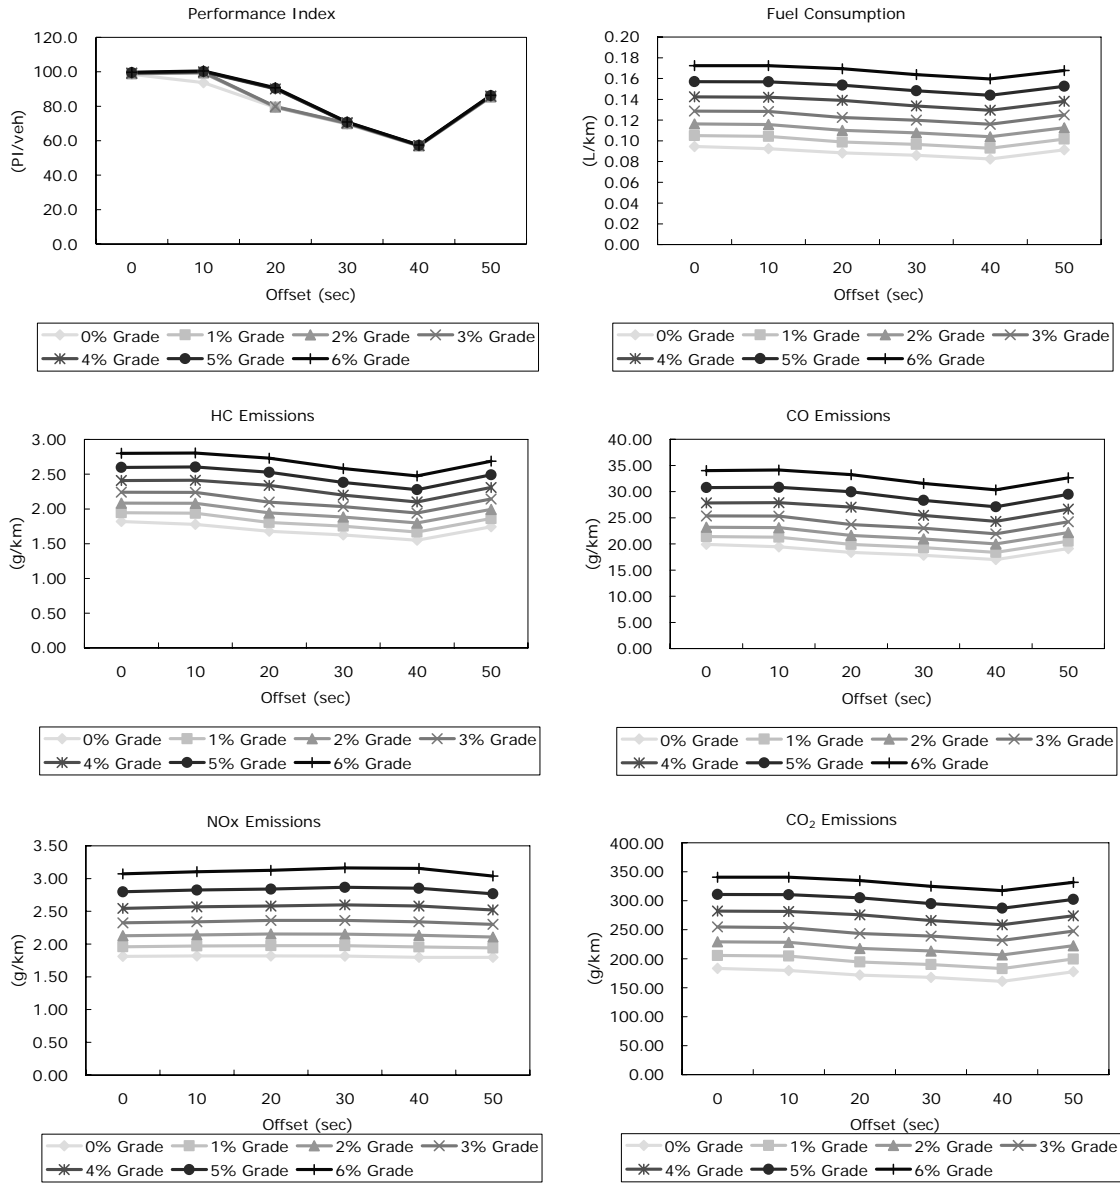 Performance Index
120.0
100.0
80.0
60.0
40.0
20.0
0.0
(PI/veh)
0 10 20 30 40 50
Offset (sec)
0% Grade 1% Grade 2% Grade 3% Grade
4% Grade 5% Grade 6% Grade
Fuel Consumption
0.20
0.18
0.16
0.14
0.12
0.10
0.08
0.06
0.04
0.02
0.00
(L/km)
0 10 20 30 40 50
Offset (sec)
0% Grade 1% Grade 2% Grade 3% Grade
4% Grade 5% Grade 6% Grade
HC Emissions
3.00
2.50
2.00
1.50
1.00
0.50
0.00
(g/km)
0 10 20 30 40 50
Offset (sec)
0% Grade 1% Grade 2% Grade 3% Grade
4% Grade 5% Grade 6% Grade
CO Emissions
40.00
35.00
30.00
25.00
20.00
15.00
10.00
5.00
0.00
(g/km)
0 10 20 30 40 50
Offset (sec)
0% Grade 1% Grade 2% Grade 3% Grade
4% Grade 5% Grade 6% Grade
NOx Emissions
3.50
3.00
2.50
2.00
1.50
1.00
0.50
0.00
(g/km)
0 10 20 30 40 50
Offset (sec)
0% Grade 1% Grade 2% Grade 3% Grade
4% Grade 5% Grade 6% Grade
CO₂ Emissions
400.00
350.00
300.00
250.00
200.00
150.00
100.00
50.00
0.00
(g/km)
0 10 20 30 40 50
Offset (sec)
0% Grade 1% Grade 2% Grade 3% Grade
4% Grade 5% Grade 6% Grade